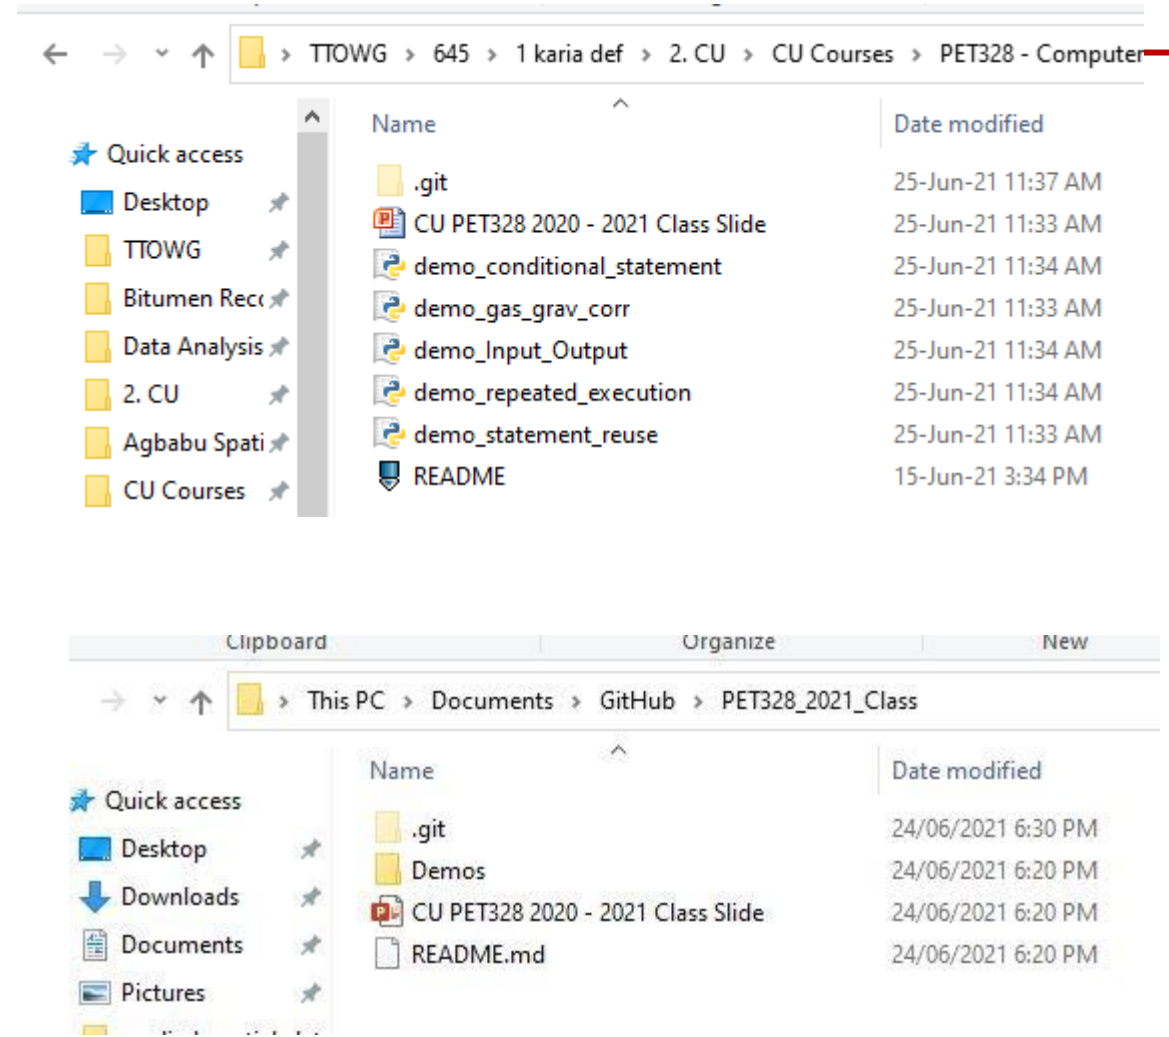 TTOWG > 645 > 1 karia def > 2. CU > CU Courses > PET328 - Computer
Name Date modified
Quick access
Desktop
TTOWG
Bitumen Reco
Data Analysis
2. CU
Agbabu Spati
CU Courses
.git 25-Jun-21 11:37 AM
CU PET328 2020 - 2021 Class Slide 25-Jun-21 11:33 AM
demo_conditional_statement 25-Jun-21 11:34 AM
demo_gas_grav_corr 25-Jun-21 11:33 AM
demo_Input_Output 25-Jun-21 11:34 AM
demo_repeated_execution 25-Jun-21 11:34 AM
demo_statement_reuse 25-Jun-21 11:33 AM
README 15-Jun-21 3:34 PM
Clipboard Organize New
This PC > Documents > GitHub > PET328_2021_Class
Name Date modified
Quick access
Desktop
Downloads
Documents
Pictures
.git 24/06/2021 6:30 PM
Demos 24/06/2021 6:20 PM
CU PET328 2020 - 2021 Class Slide 24/06/2021 6:20 PM
README.md 24/06/2021 6:20 PM